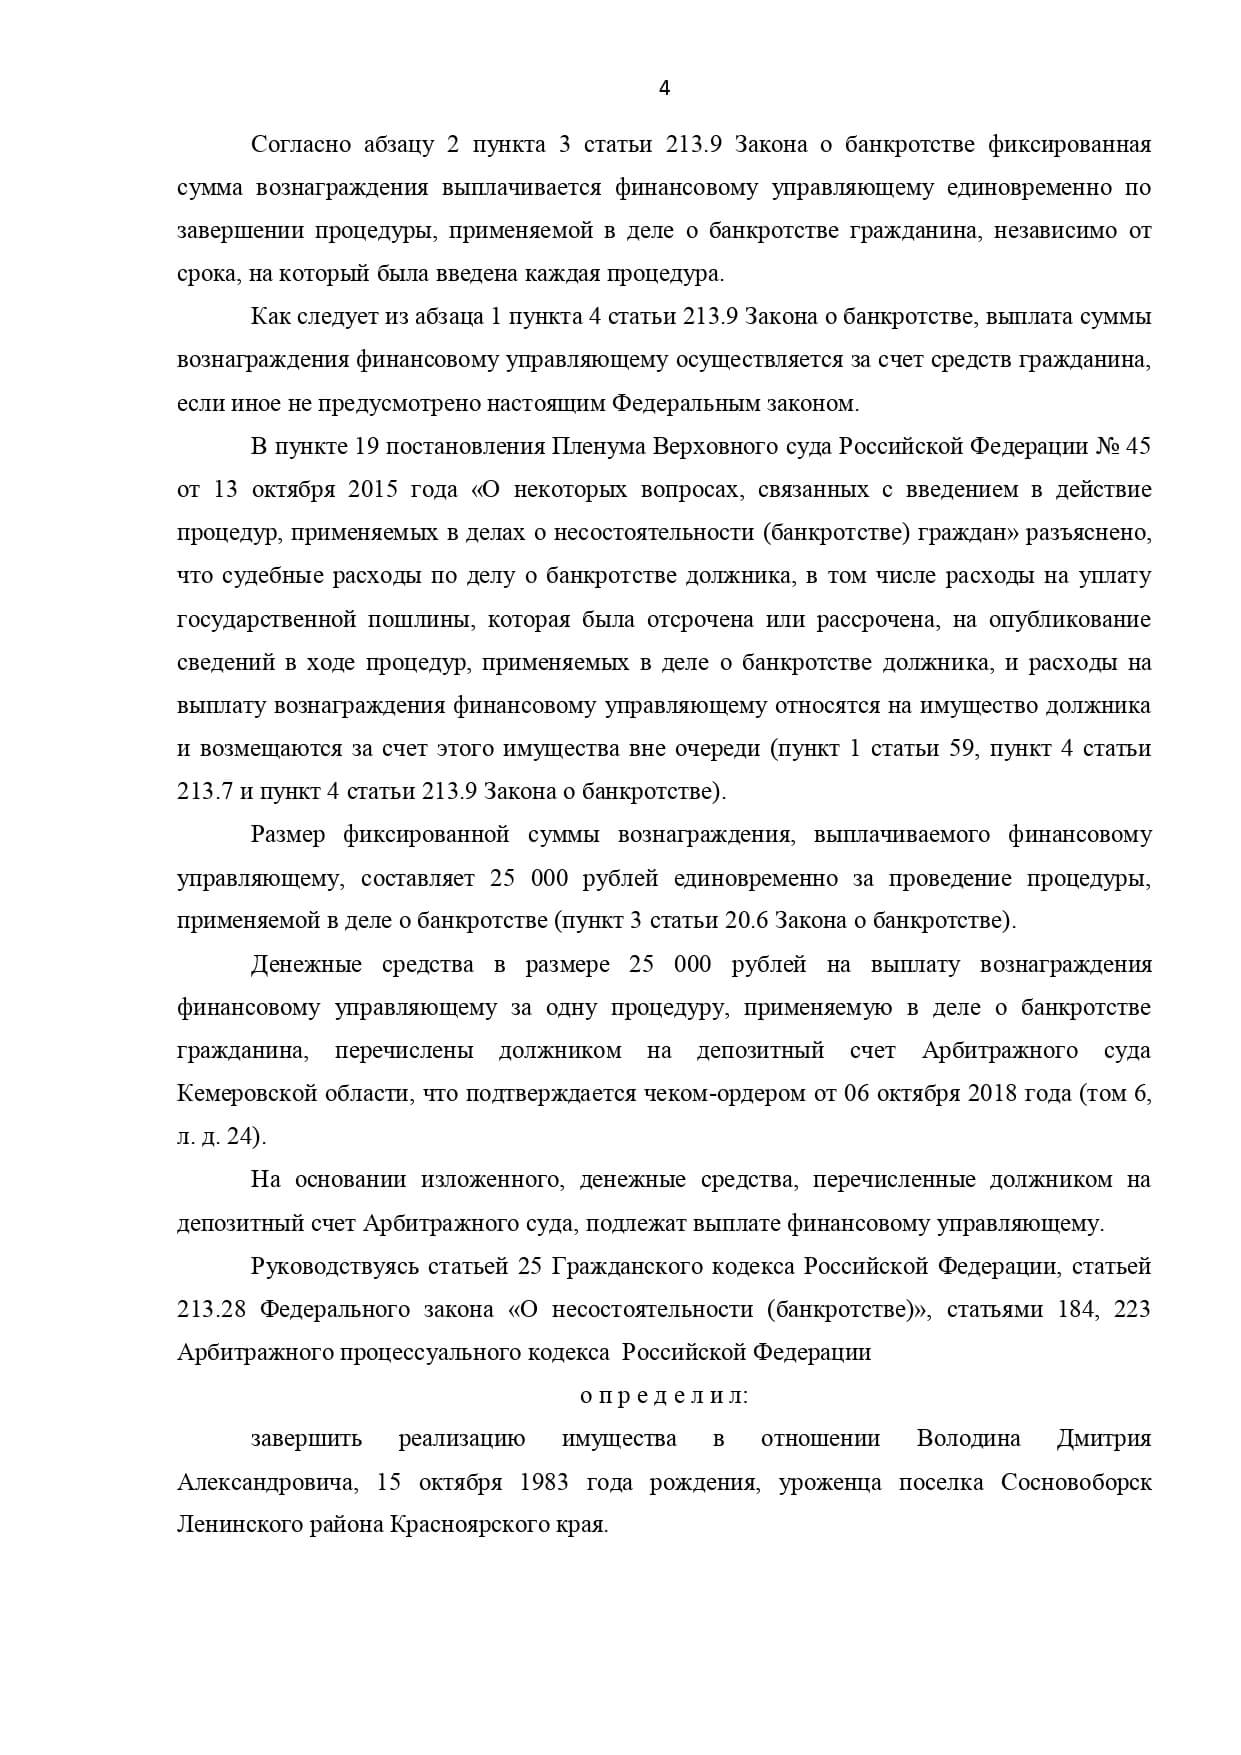 4
Согласно абзацу 2 пункта 3 статьи 213.9 Закона о банкротстве фиксированная
сумма вознаграждения выплачивается финансовому управляющему единовременно по
завершении процедуры, применяемой в деле о банкротстве гражданина, независимо от
срока, на который была введена каждая процедура.
Как следует из абзаца 1 пункта 4 статьи 213.9 Закона о банкротстве, выплата суммы
вознаграждения финансовому управляющему осуществляется за счет средств гражданина,
если иное не предусмотрено настоящим Федеральным законом.
В пункте 19 постановления Пленума Верховного суда Российской Федерации № 45
от 13 октября 2015 года «О некоторых вопросах, связанных с введением в действие
процедур, применяемых в делах о несостоятельности (банкротстве) граждан» разъяснено,
что судебные расходы по делу о банкротстве должника, в том числе расходы на уплату
государственной пошлины, которая была отсрочена или рассрочена, на опубликование
сведений в ходе процедур, применяемых в деле о банкротстве должника, и расходы на
выплату вознаграждения финансовому управляющему относятся на имущество должника
и возмещаются за счет этого имущества вне очереди (пункт 1 статьи 59, пункт 4 статьи
213.7 и пункт 4 статьи 213.9 Закона о банкротстве).
Размер фиксированной суммы вознаграждения, выплачиваемого финансовому
управляющему, составляет 25 000 рублей единовременно за проведение процедуры,
применяемой в деле о банкротстве (пункт 3 статьи 20.6 Закона о банкротстве).
Денежные средства в размере 25 000 рублей на выплату вознаграждения
финансовому управляющему за одну процедуру, применяемую в деле о банкротстве
гражданина, перечислены должником на депозитный счет Арбитражного суда
Кемеровской области, что подтверждается чеком-ордером от 06 октября 2018 года (том 6,
л. д. 24).
На основании изложенного, денежные средства, перечисленные должником на
депозитный счет Арбитражного суда, подлежат выплате финансовому управляющему.
Руководствуясь статьей 25 Гражданского кодекса Российской Федерации, статьей
213.28 Федерального закона «О несостоятельности (банкротстве)», статьями 184, 223
Арбитражного процессуального кодекса  Российской Федерации
о п р е д е л и л:
завершить реализацию имущества в отношении Володина Дмитрия
Александровича, 15 октября 1983 года рождения, уроженца поселка Сосновоборск
Ленинского района Красноярского края.